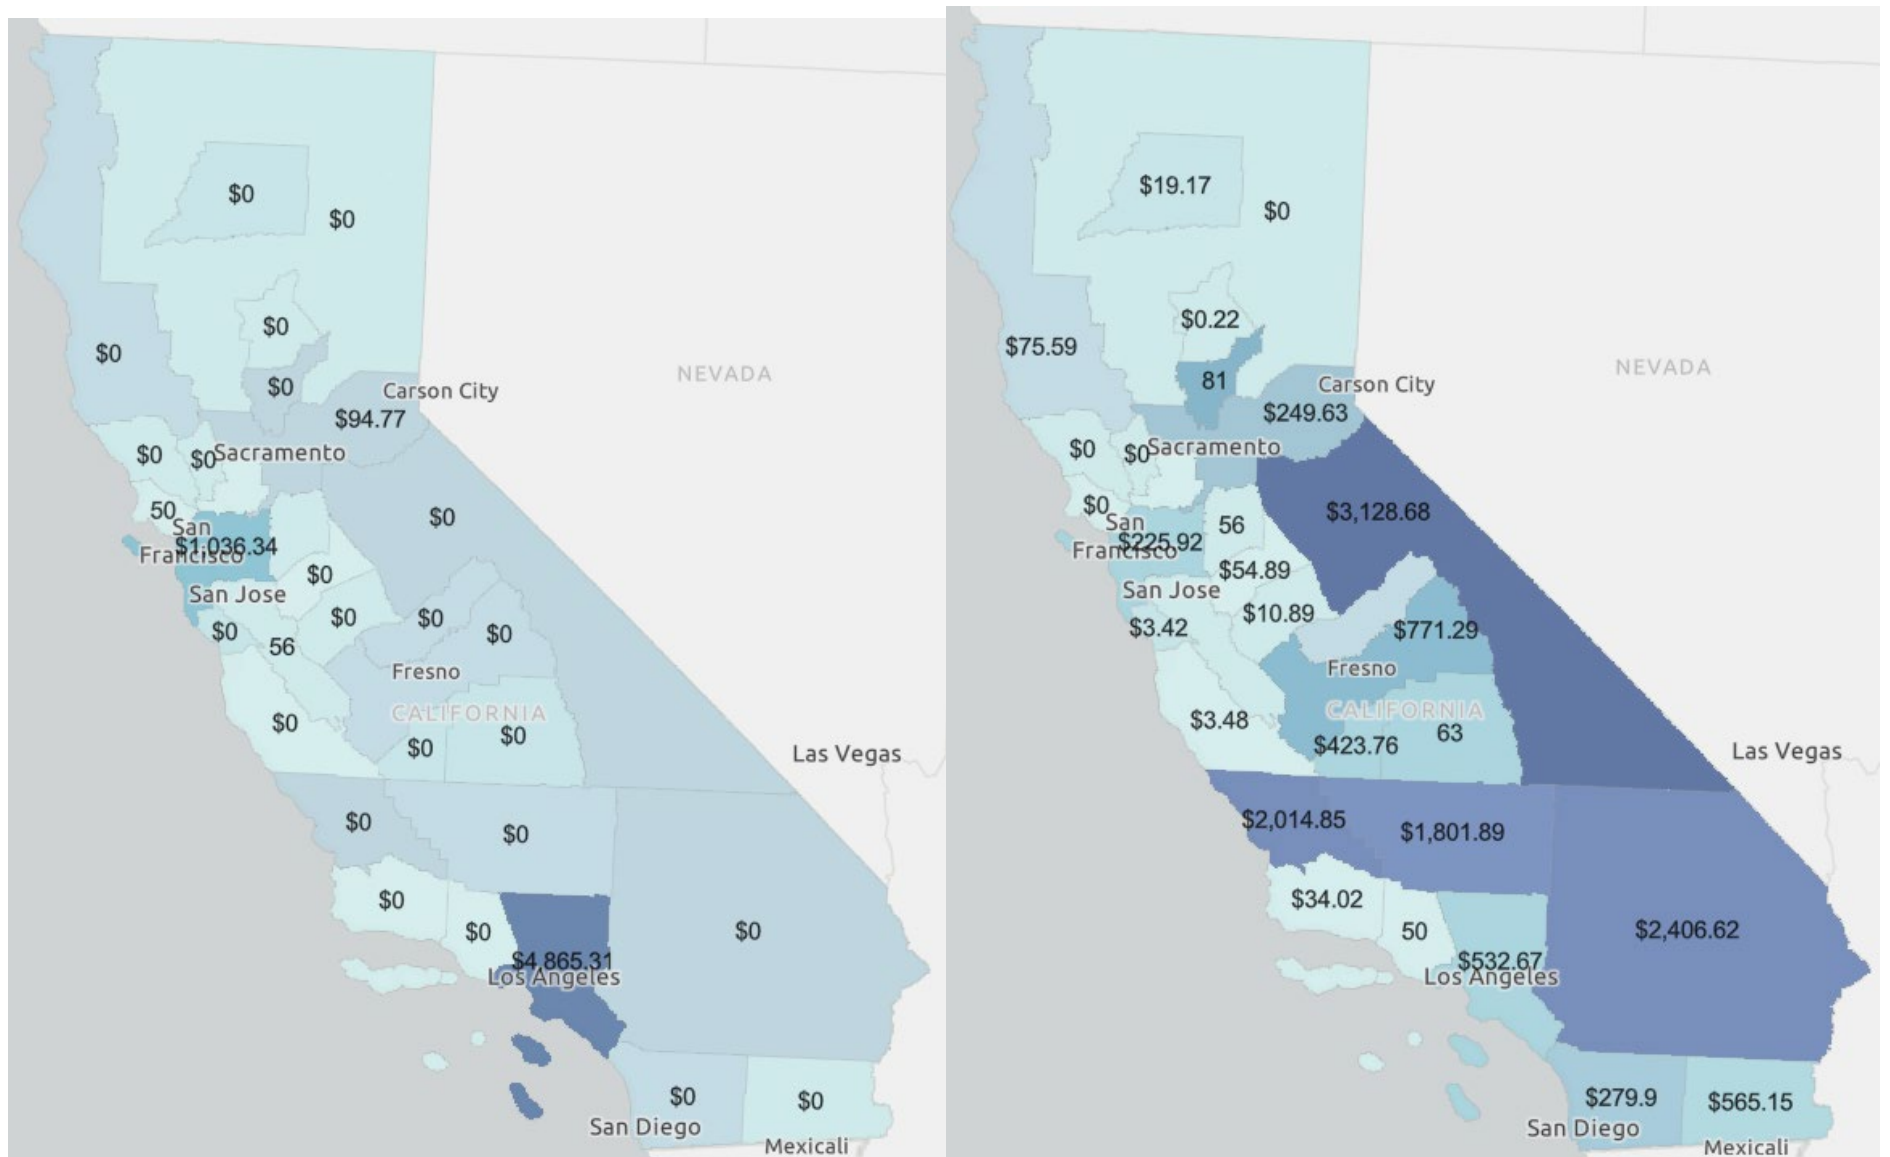 $0
$0
$0
$0
NEVADA
$0
Carson City
$94.77
$0
$0
Sacramento
50
San
Francisco
$1,036.34
$0
$0
San Jose
$0
$0
$0
$0
56
Fresno
CALIFORNIA
$0
$0
$0
Las Vegas
$0
$0
$0
$0
$0
$4,865.31
Los Angeles
$0
$0
San Diego
Mexicali
$19.17
$0
$0.22
$75.59
NEVADA
81
Carson City
$249.63
$0
$0
Sacramento
$0
San
Francisco
$225.92
56
$3,128.68
$54.89
San Jose
$10.89
$3.42
$771.29
Fresno
CALIFORNIA
$3.48
$423.76
63
Las Vegas
$2,014.85
$1,801.89
$34.02
50
$2,406.62
$532.67
Los Angeles
$279.9
$565.15
San Diego
Mexicali